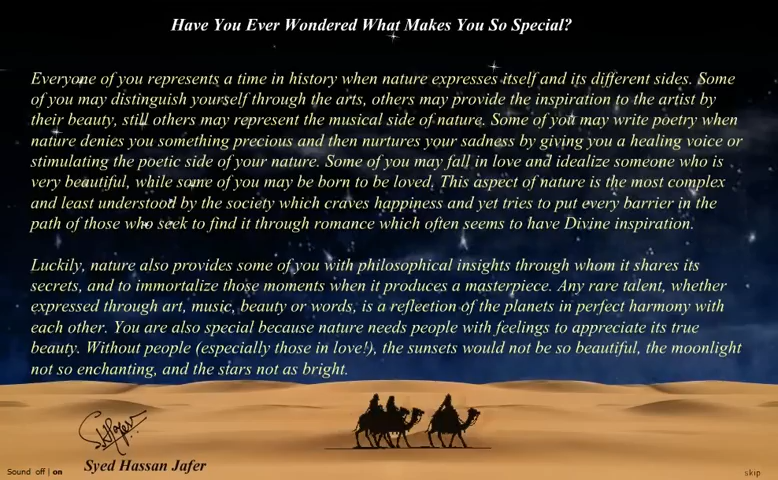 Have You Ever Wondered What Makes You So Special?
Everyone of you represents a time in history when nature expresses itself and its different sides. Some
of you may distinguish yourself through the arts, others may provide the inspiration to the artist by
their beauty, still others may represent the musical side of nature. Some of you may write poetry when
nature denies you something precious and then nurtures your sadness by giving you a healing voice or
stimulating the poetic side of your nature. Some of you may fall in love and idealize someone who is
very beautiful, while some of you may be born to be loved. This aspect of nature is the most complex
and least understood by the society which craves happiness and yet tries to put every barrier in the
path of those who seek to find it through romance which often seems to have Divine inspiration.
Luckily, nature also provides some of you with philosophical insights through whom it shares its
secrets, and to immortalize those moments when it produces a masterpiece. Any rare talent, whether
expressed through art, music, beauty or words, is a reflection of the planets in perfect harmony with
each other. You are also special because nature needs people with feelings to appreciate its true
beauty. Without people (especially those in love!), the sunsets would not be so beautiful, the moonlight
not so enchanting, and the stars not as bright.
Syed Hassan Jafer
Sound off | on
skip